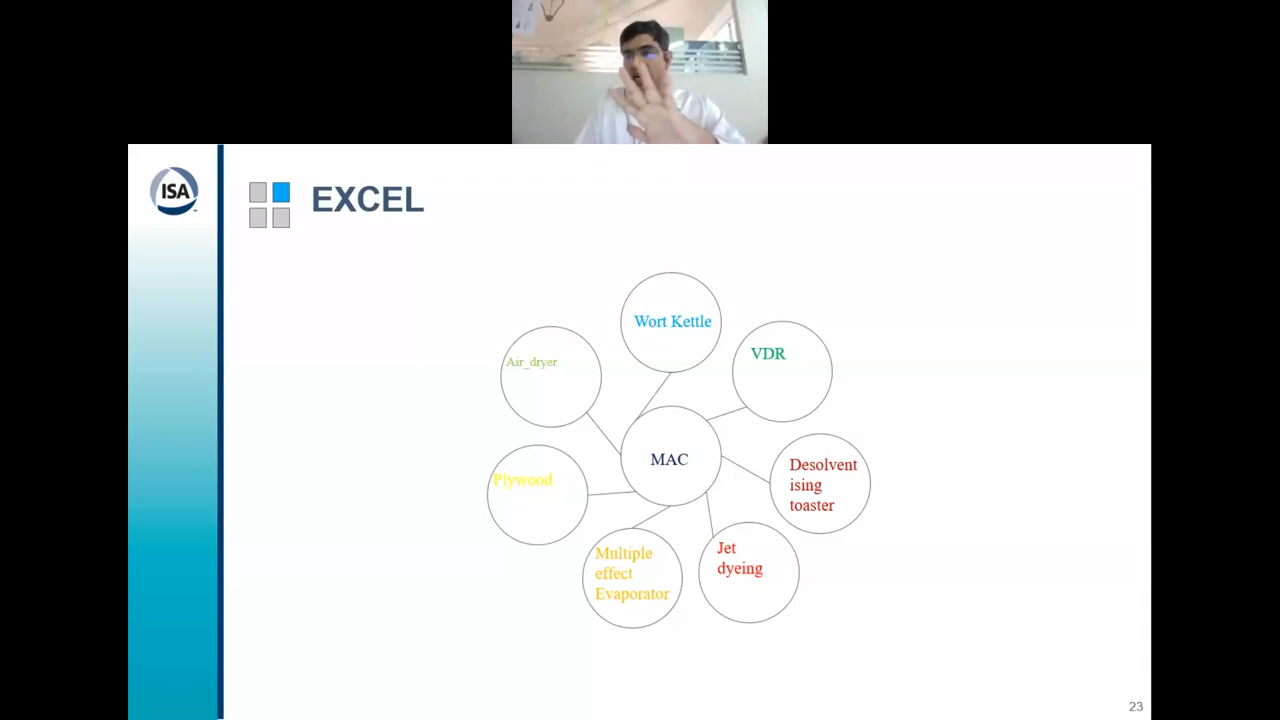 ISA
EXCEL
Wort Kettle
VDR
Air_dryer
MAC
Desolvent
ising
toaster
Plywood
Jet
dyeing
Multiple
effect
Evaporator
23